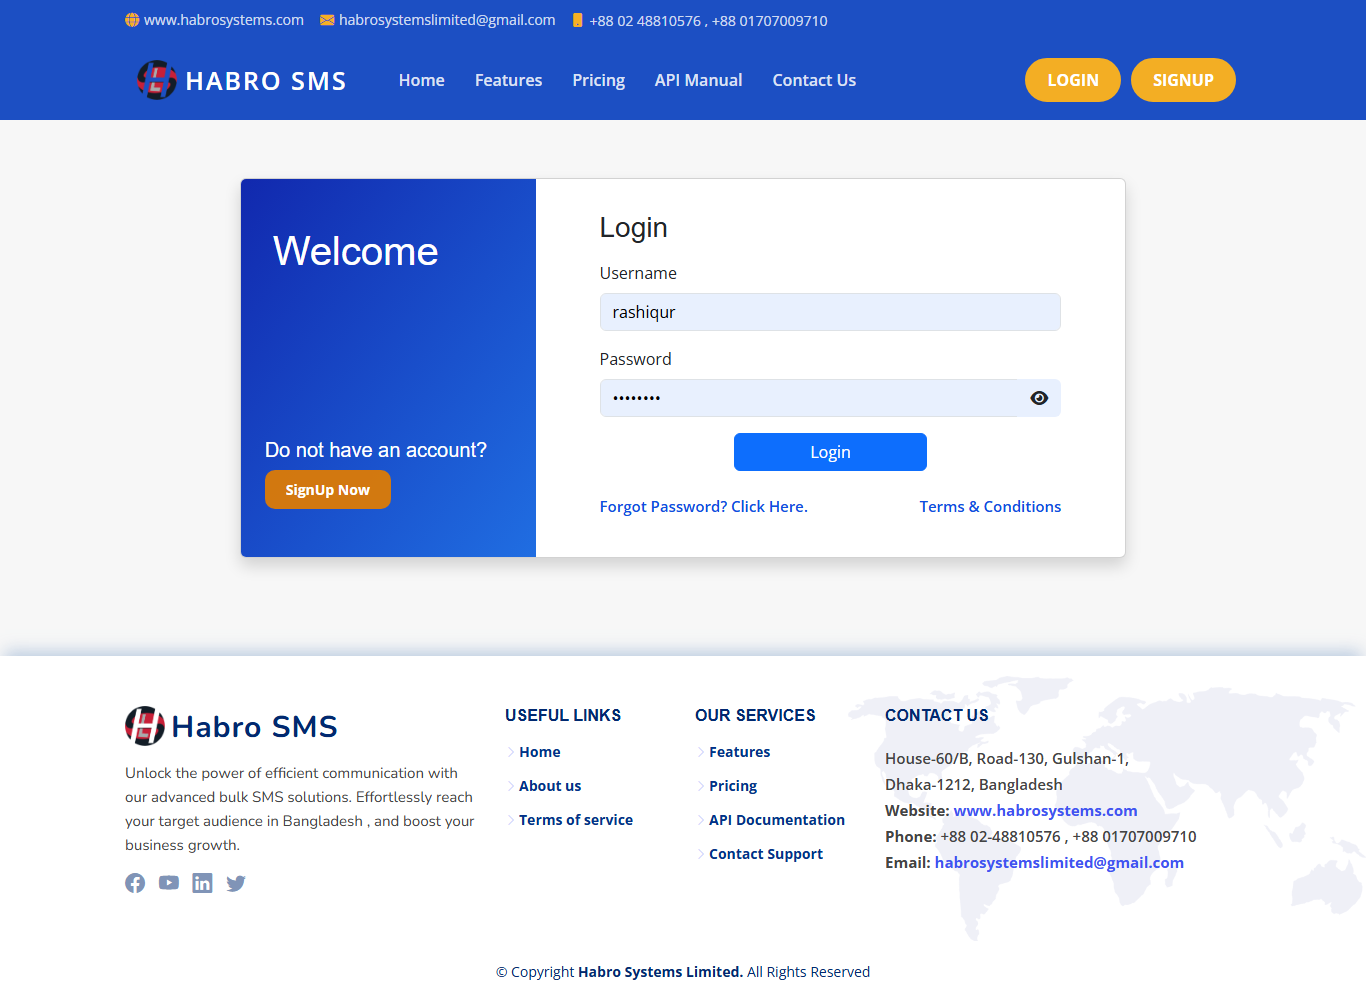 www.habrosystems.com habrosystemslimited@gmail.com +88 02 48810576 , +88 01707009710
HABRO SMS Home Features Pricing API Manual Contact Us LOGIN SIGNUP
Welcome
Do not have an account?
SignUp Now
Login
Username
rashiqur
Password
••••••••
Login
Forgot Password? Click Here. Terms & Conditions
Habro SMS
Unlock the power of efficient communication with
our advanced bulk SMS solutions. Effortlessly reach
your target audience in Bangladesh , and boost your
business growth.
USEFUL LINKS
Home
About us
Terms of service
OUR SERVICES
Features
Pricing
API Documentation
Contact Support
CONTACT US
House-60/B, Road-130, Gulshan-1,
Dhaka-1212, Bangladesh
Website: www.habrosystems.com
Phone: +88 02-48810576 , +88 01707009710
Email: habrosystemslimited@gmail.com
© Copyright Habro Systems Limited. All Rights Reserved